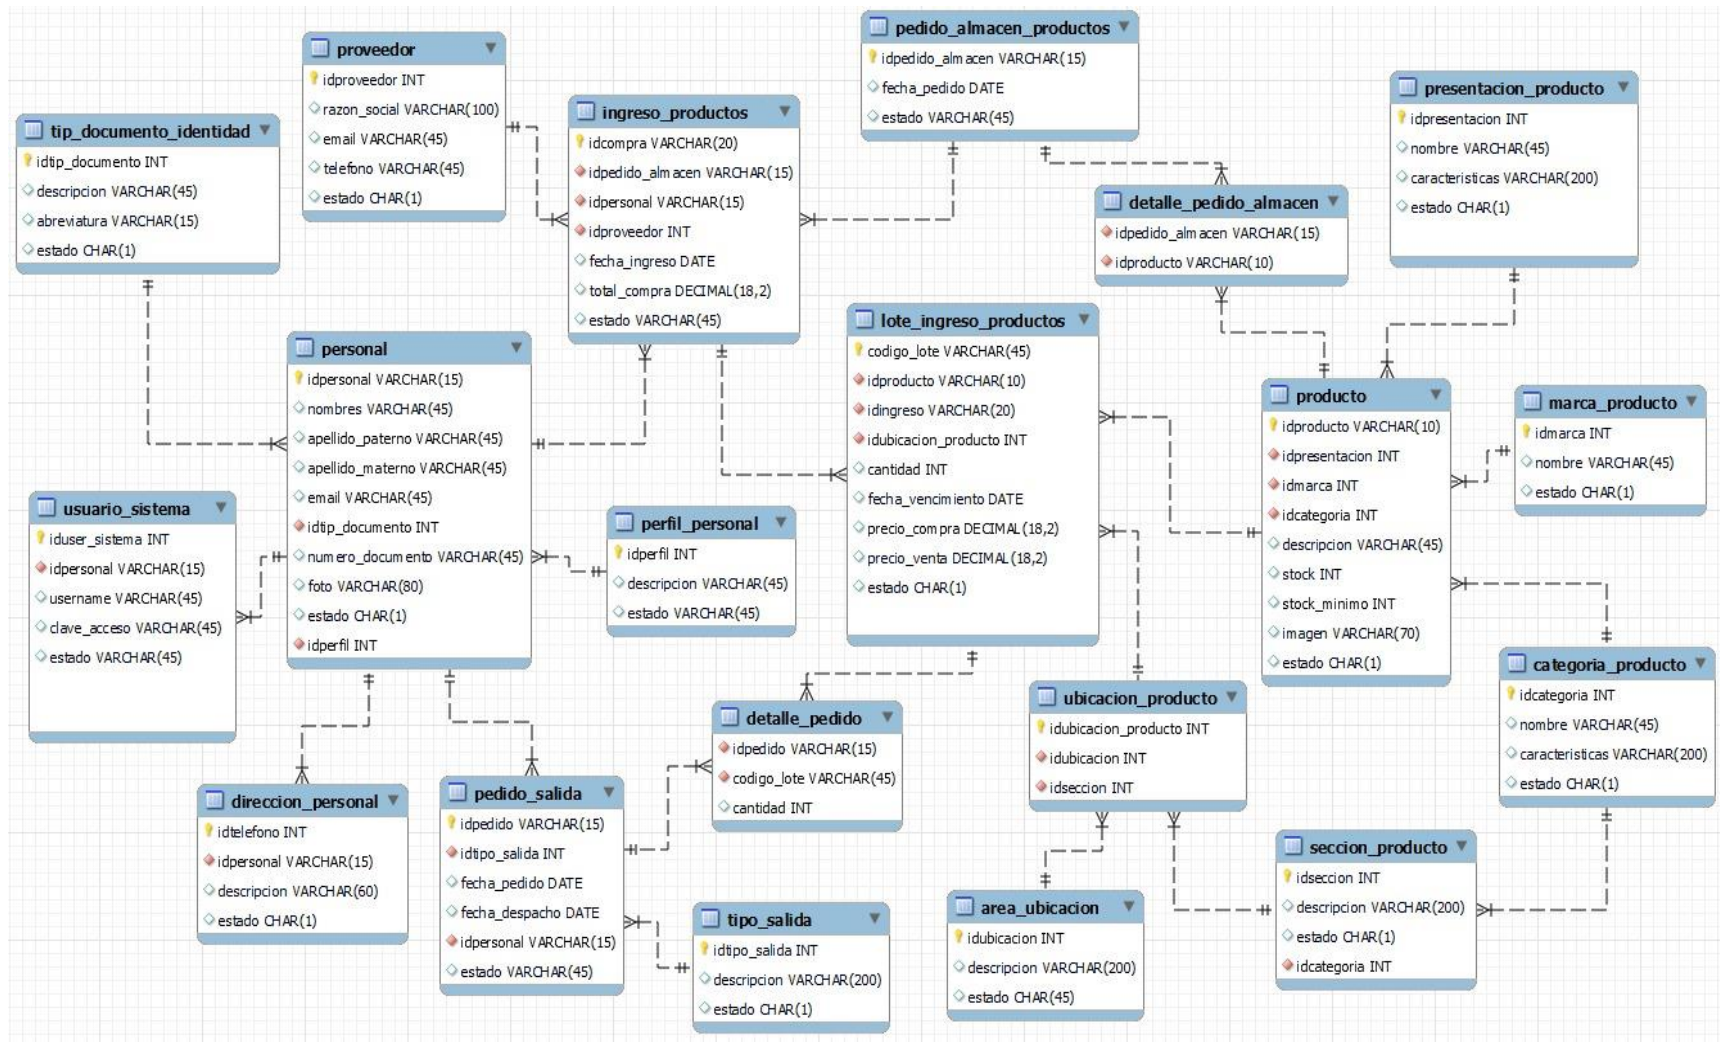 proveedor
idproveedor INT
razon_social VARCHAR(100)
email VARCHAR(45)
telefono VARCHAR(45)
estado CHAR(1)
pedido_almacen_productos
idpedido_almacen VARCHAR(15)
fecha_pedido DATE
estado VARCHAR(45)
presentacion_producto
idpresentacion INT
nombre VARCHAR(45)
caracteristicas VARCHAR(200)
estado CHAR(1)
tip_documento_identidad
idtip_documento INT
descripcion VARCHAR(45)
abreviatura VARCHAR(15)
estado CHAR(1)
ingreso_productos
idcompra VARCHAR(20)
idpedido_almacen VARCHAR(15)
idpersonal VARCHAR(15)
idproveedor INT
fecha_ingreso DATE
total_compra DECIMAL(18,2)
estado VARCHAR(45)
detalle_pedido_almacen
idpedido_almacen VARCHAR(15)
idproducto VARCHAR(10)
personal
idpersonal VARCHAR(15)
nombres VARCHAR(45)
apellido_paterno VARCHAR(45)
apellido_materno VARCHAR(45)
email VARCHAR(45)
idtip_documento INT
numero_documento VARCHAR(45)
foto VARCHAR(80)
estado CHAR(1)
idperfil INT
lote_ingreso_productos
codigo_lote VARCHAR(45)
idproducto VARCHAR(10)
idingreso VARCHAR(20)
idubicacion_producto INT
cantidad INT
fecha_vencimiento DATE
precio_compra DECIMAL(18,2)
precio_venta DECIMAL(18,2)
estado CHAR(1)
producto
idproducto VARCHAR(10)
idpresentacion INT
idmarca INT
idcategoria INT
descripcion VARCHAR(45)
stock INT
stock_minimo INT
imagen VARCHAR(70)
estado CHAR(1)
marca_producto
idmarca INT
nombre VARCHAR(45)
estado CHAR(1)
usuario_sistema
iduser_sistema INT
idpersonal VARCHAR(15)
username VARCHAR(45)
clave_acceso VARCHAR(45)
estado VARCHAR(45)
perfil_personal
idperfil INT
descripcion VARCHAR(45)
estado VARCHAR(45)
categoria_producto
idcategoria INT
nombre VARCHAR(45)
caracteristicas VARCHAR(200)
estado CHAR(1)
detalle_pedido
idpedido VARCHAR(15)
codigo_lote VARCHAR(45)
cantidad INT
ubicacion_producto
idubicacion_producto INT
idubicacion INT
idseccion INT
direccion_personal
idtelefono INT
idpersonal VARCHAR(15)
descripcion VARCHAR(60)
estado CHAR(1)
pedido_salida
idpedido VARCHAR(15)
idtipo_salida INT
fecha_pedido DATE
fecha_despacho DATE
idpersonal VARCHAR(15)
estado VARCHAR(45)
tipo_salida
idtipo_salida INT
descripcion VARCHAR(200)
estado CHAR(1)
area_ubicacion
idubicacion INT
descripcion VARCHAR(200)
estado CHAR(45)
seccion_producto
idseccion INT
descripcion VARCHAR(200)
estado CHAR(1)
idcategoria INT